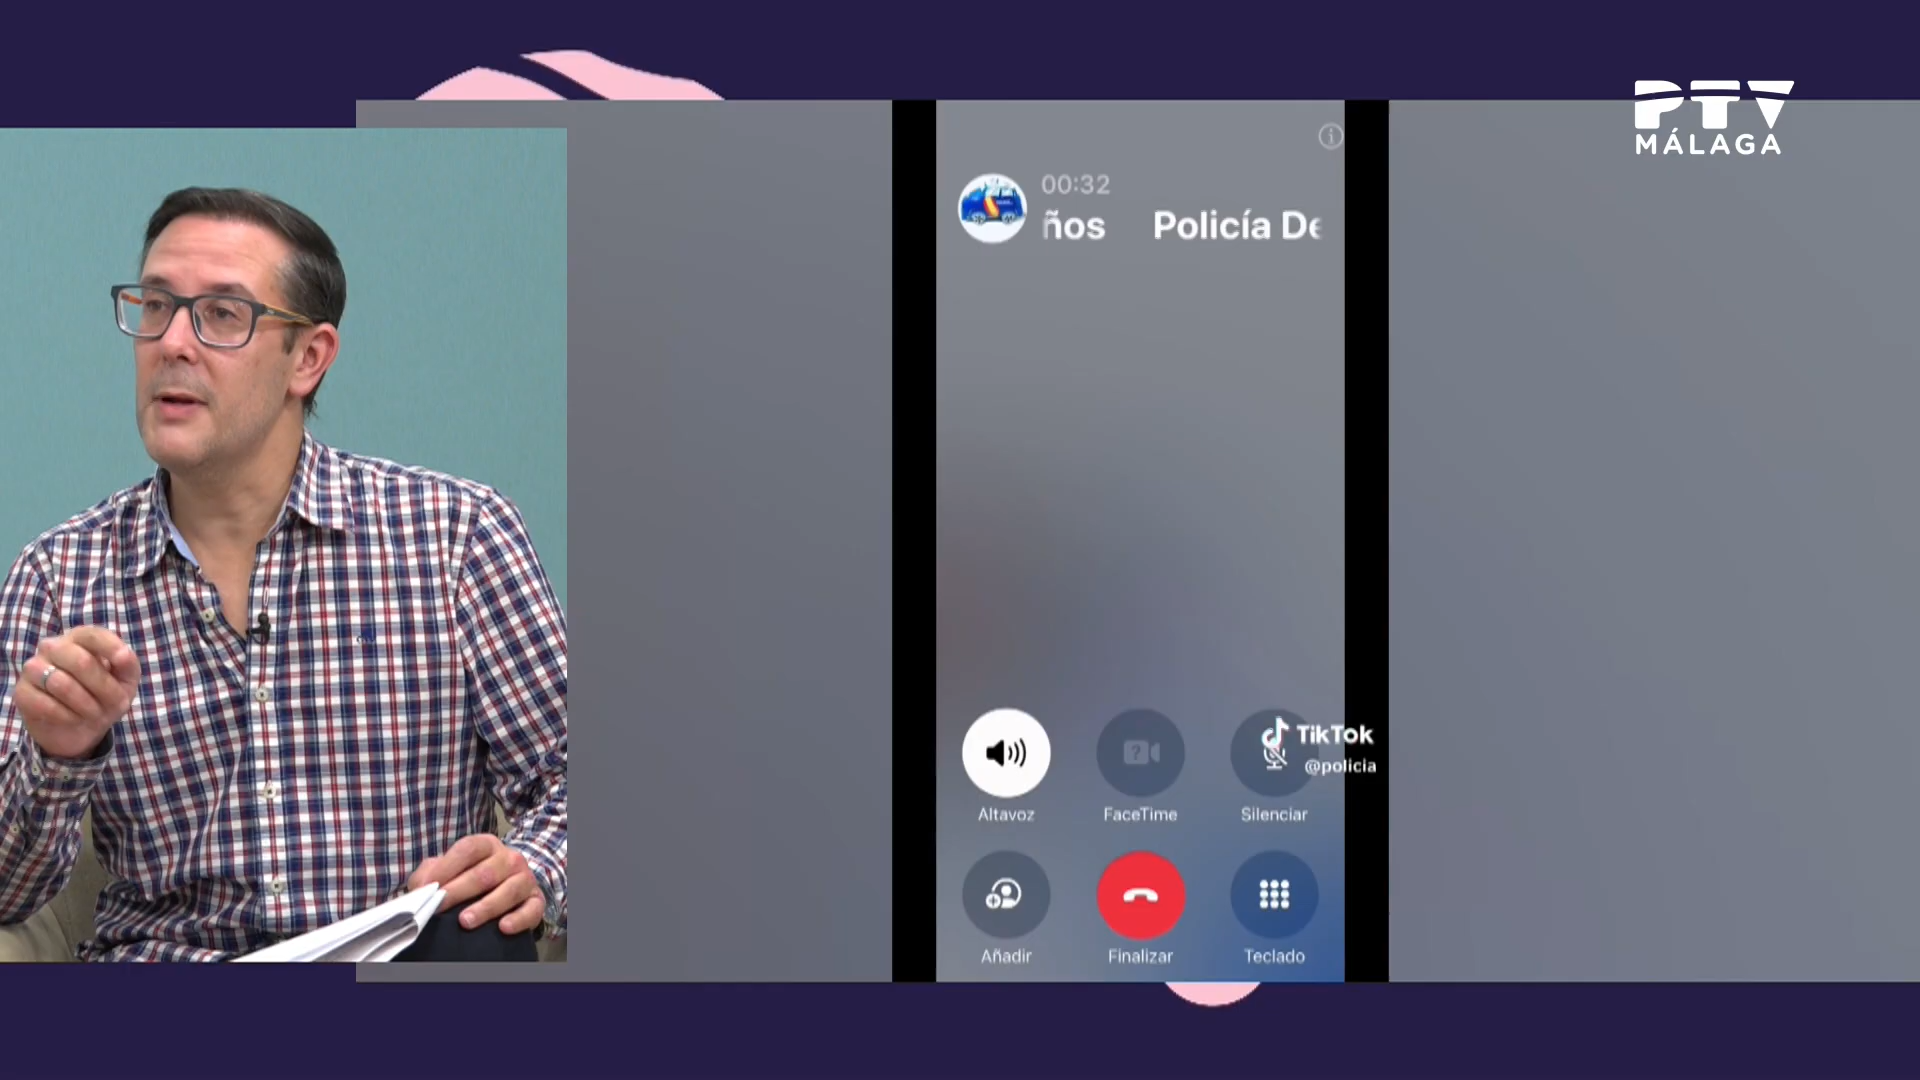 PTV
MÁLAGA
00:32
ños Policía De
TikTok
@policia
Altavoz
FaceTime
Silenciar
Añadir
Finalizar
Teclado